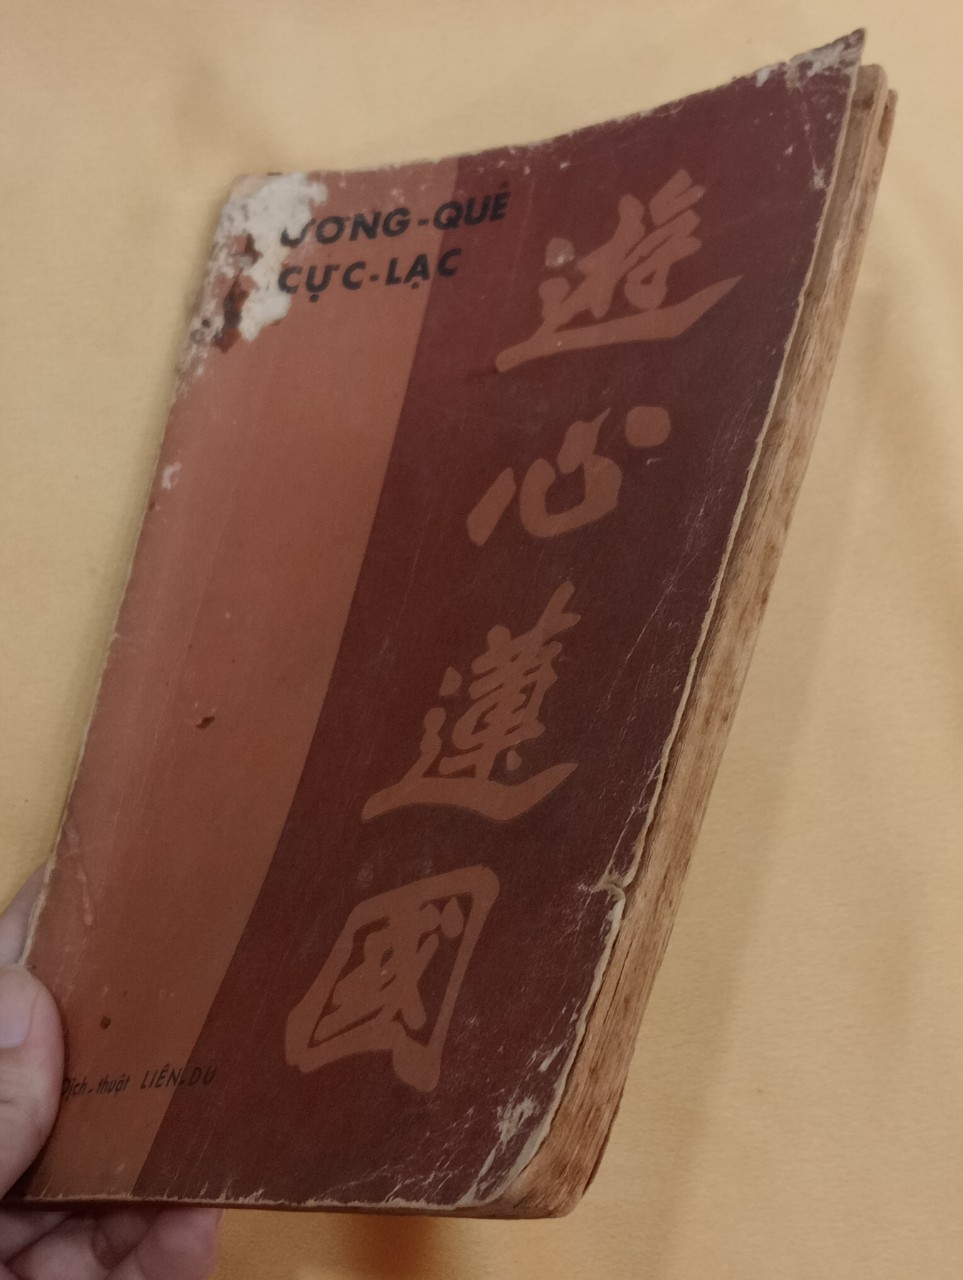 ƯƠNG-QUÊ
CỰC-LẠC
遊心蓮國
Dịch-thuật LIÊN-DU